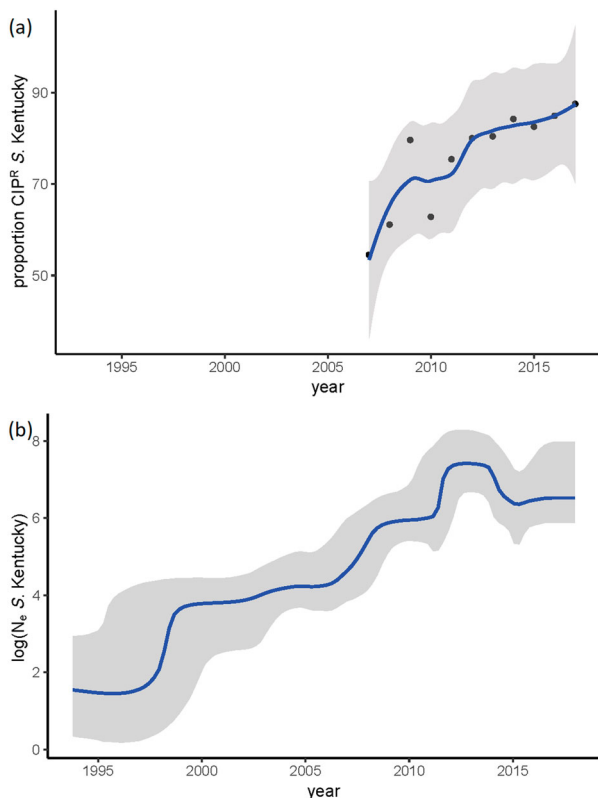 (a)
proportion CIPᴿ S. Kentucky
90
70
50
1995 2000 2005 2010 2015
year
(b)
log(Nₑ S. Kentucky)
8
6
4
2
0
1995 2000 2005 2010 2015
year